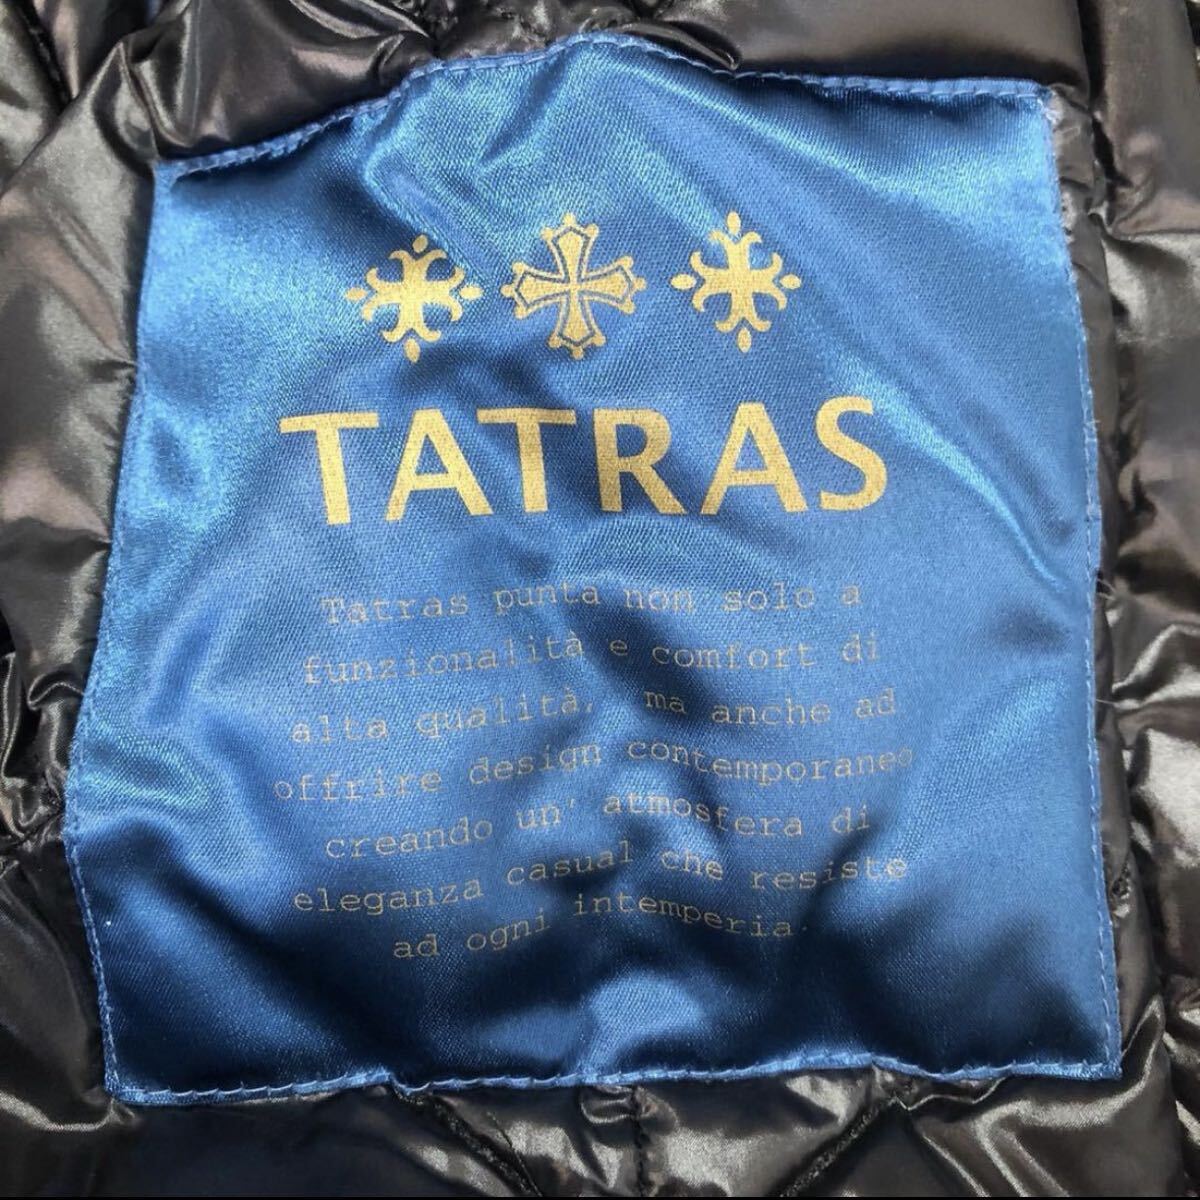 TATRAS
Tatras punta non solo a
funzionalità e comfort di
alta qualità, ma anche ad
offrire design contemporaneo
creando un' atmosfera di
eleganza casual che resiste
ad ogni intemperia.